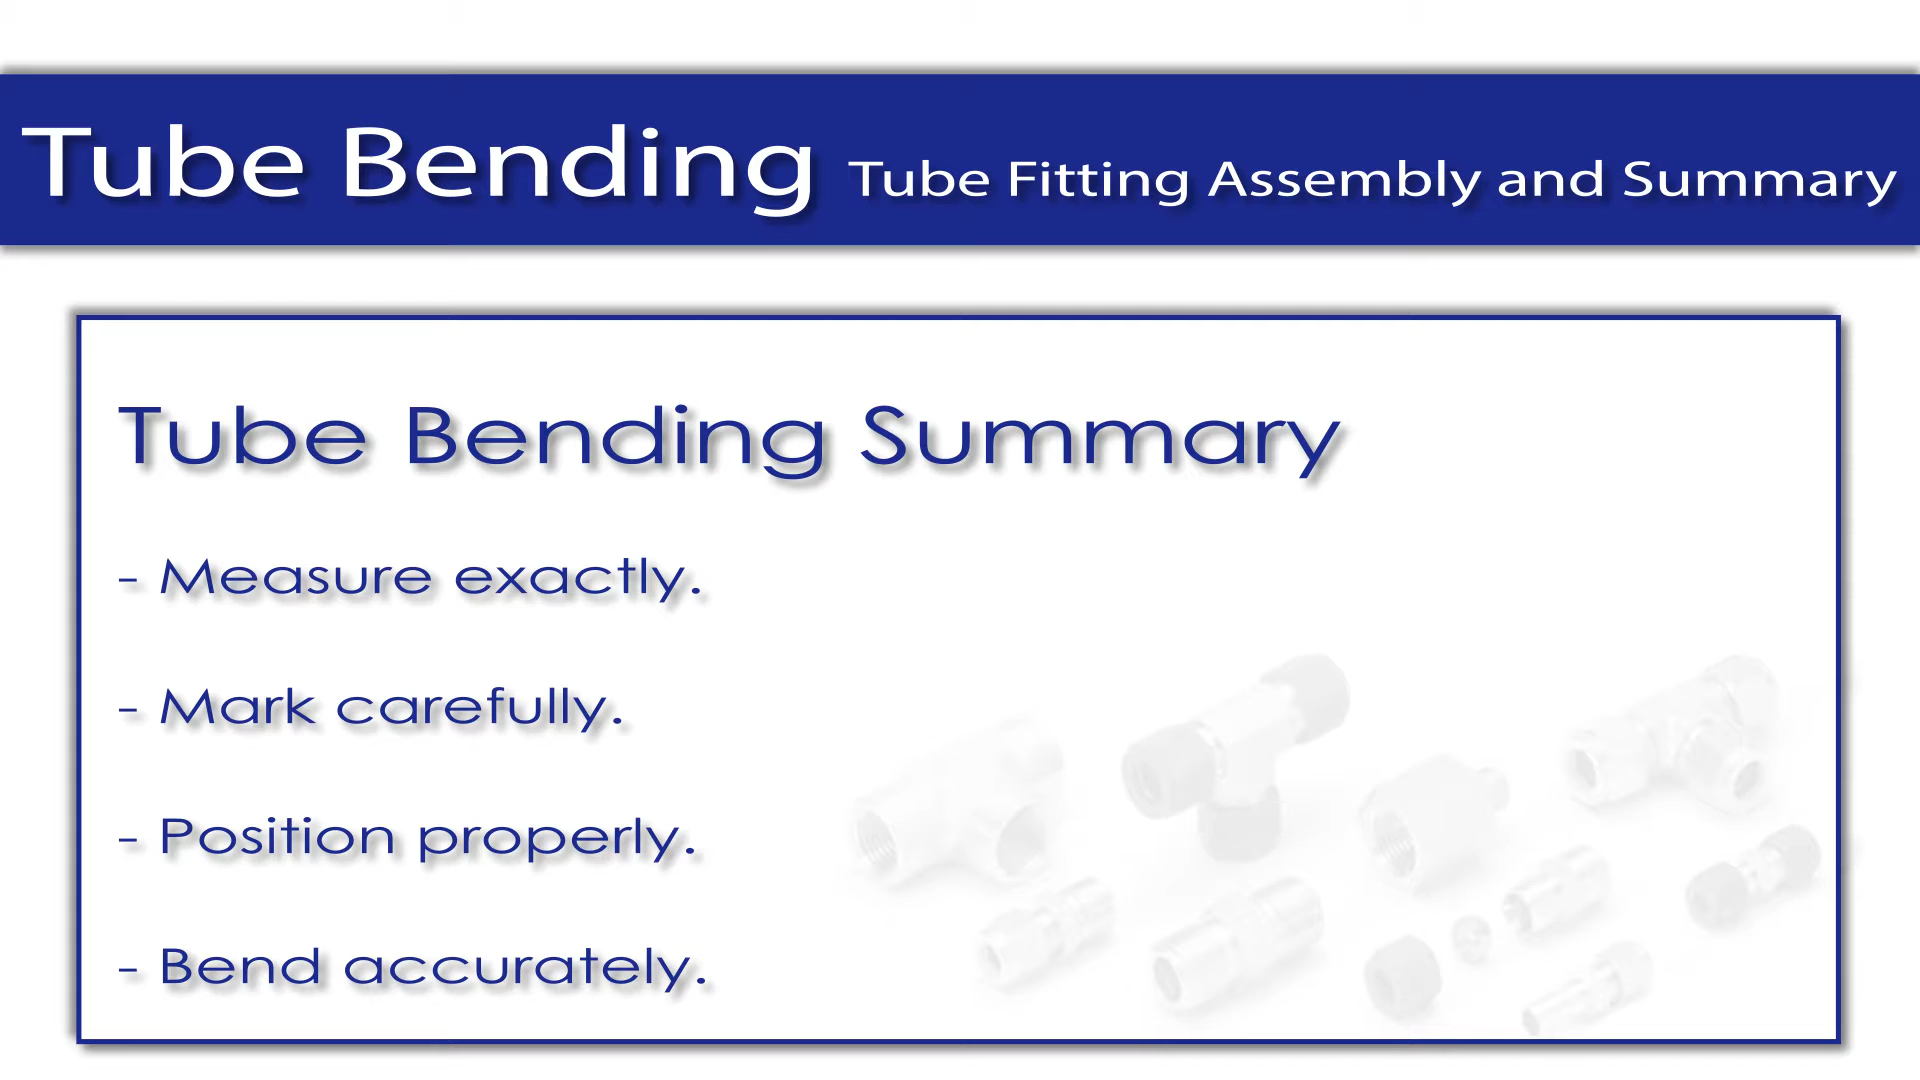 Tube Bending Tube Fitting Assembly and Summary
Tube Bending Summary
- Measure exactly.
- Mark carefully.
- Position properly.
- Bend accurately.